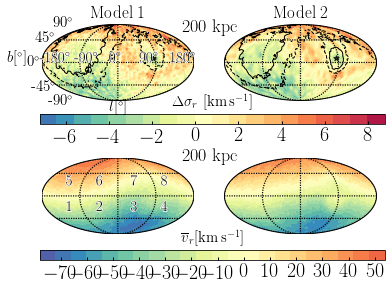 Model 1 Model 2
200 kpc
90°
45°
b[°] 0° -180° -90° 0° 90° 180°
-45°
-90°
l[°]
Δσr [km s⁻¹]
−6 −4 −2 0 2 4 6 8
200 kpc
5 6 7 8
1 2 3 4
v̅r[km s⁻¹]
−70 −60 −50 −40 −30 −20 −10 0 10 20 30 40 50